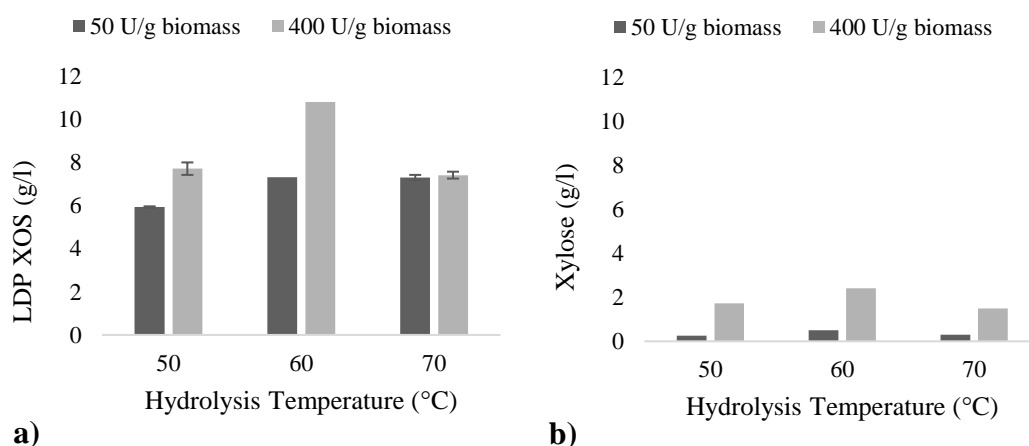 50 U/g biomass 400 U/g biomass
12
10
8
6
4
2
0
LDP XOS (g/l)
50 60 70
Hydrolysis Temperature (°C)
a)
50 U/g biomass 400 U/g biomass
12
10
8
6
4
2
0
Xylose (g/l)
50 60 70
Hydrolysis Temperature (°C)
b)